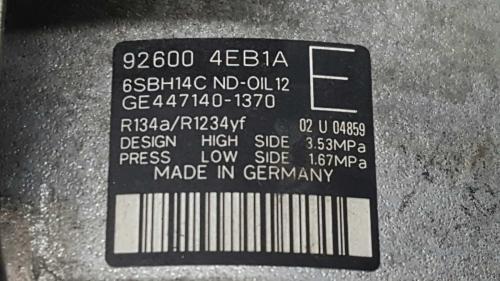 92600 4EB1A E
6SBH14C ND-OIL12
GE447140-1370
R134a/R1234yf 02 U 04859
DESIGN HIGH SIDE 3.53MPa
PRESS LOW SIDE 1.67MPa
MADE IN GERMANY